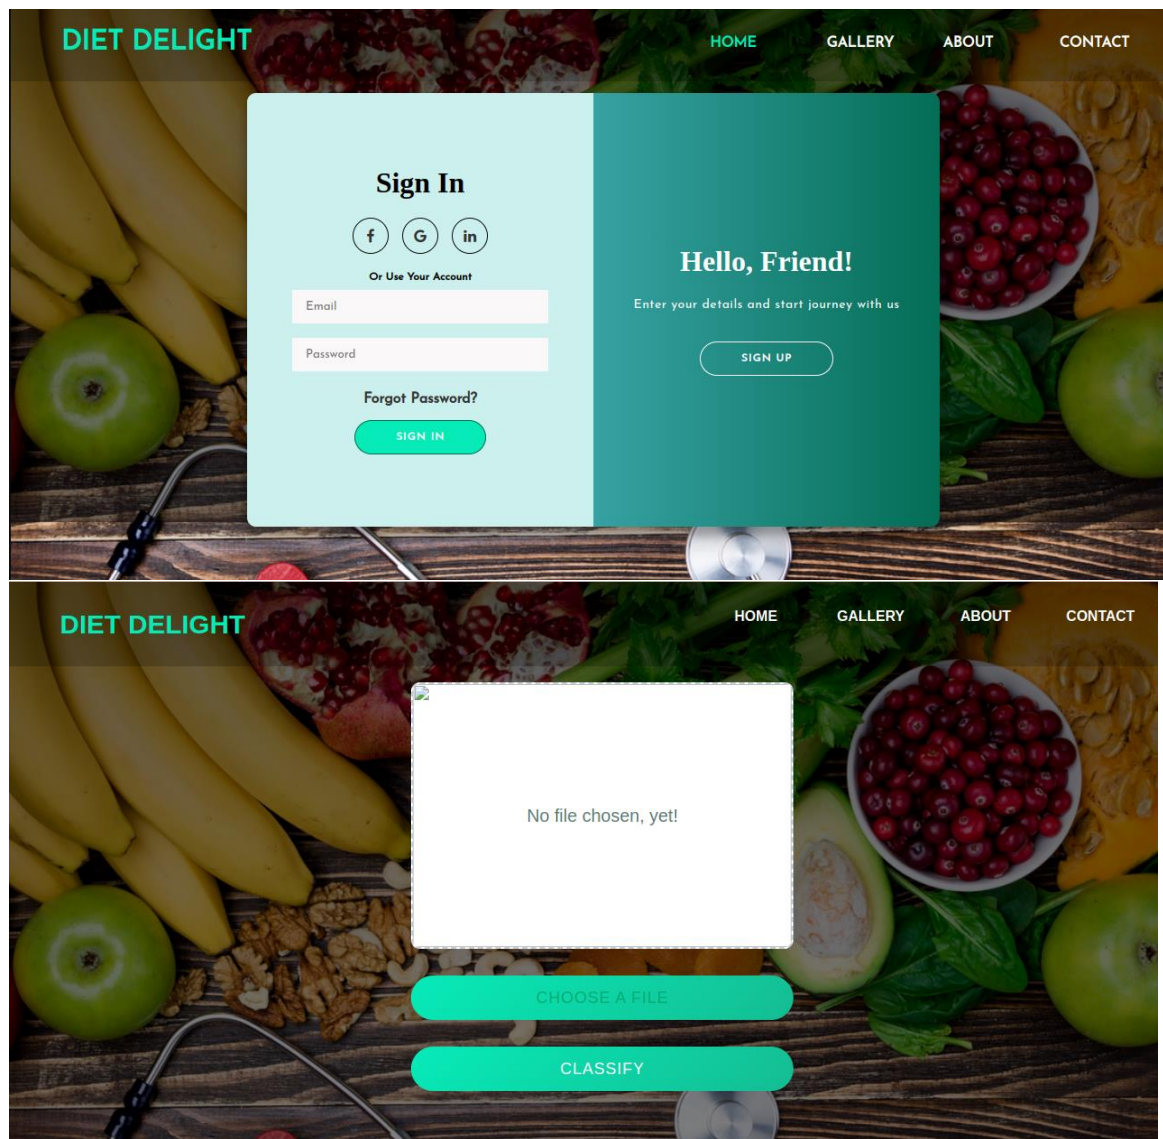 DIET DELIGHT
HOME GALLERY ABOUT CONTACT
Sign In
f G in
Or Use Your Account
Email
Password
Forgot Password?
SIGN IN
Hello, Friend!
Enter your details and start journey with us
SIGN UP
DIET DELIGHT
HOME GALLERY ABOUT CONTACT
No file chosen, yet!
CHOOSE A FILE
CLASSIFY